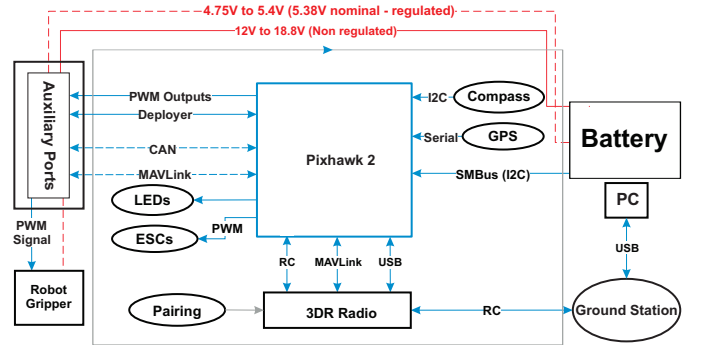 4.75V to 5.4V (5.38V nominal - regulated)
12V to 18.8V (Non regulated)
Auxiliary Ports
PWM Outputs
Deployer
CAN
MAVLink
Pixhawk 2
I2C
Compass
Serial
GPS
SMBus (I2C)
Battery
LEDs
ESCs
PWM
PC
USB
PWM
Signal
RC
MAVLink
USB
Robot
Gripper
Pairing
3DR Radio
RC
Ground Station